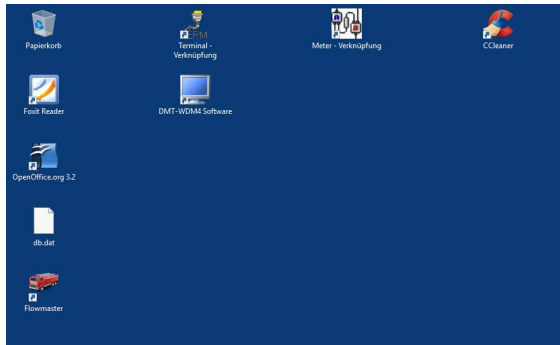 Papierkorb
Terminal -
Verknüpfung
Meter - Verknüpfung
CCleaner
Foxit Reader
DMT-WDM4 Software
OpenOffice.org 3.2
db.dat
Flowmaster